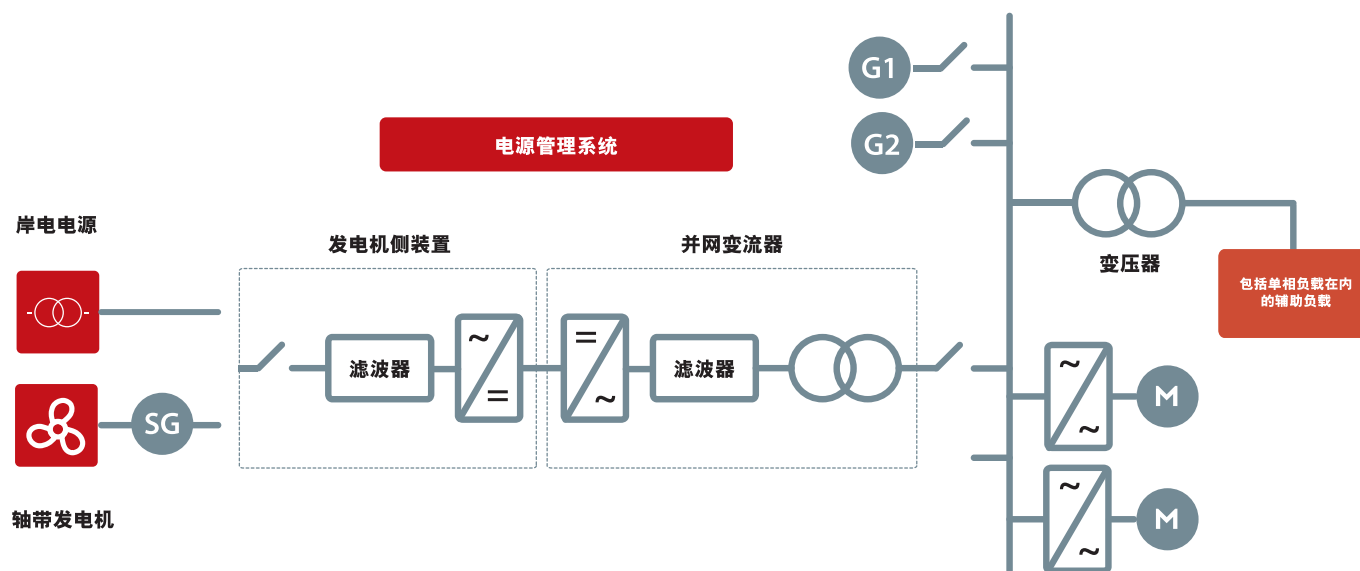 G1
G2
电源管理系统
岸电电源
发电机侧装置
并网变流器
变压器
包括单相负载在内
的辅助负载
~
=
滤波器
=
~
滤波器
~
~
M
SG
轴带发电机
~
~
M